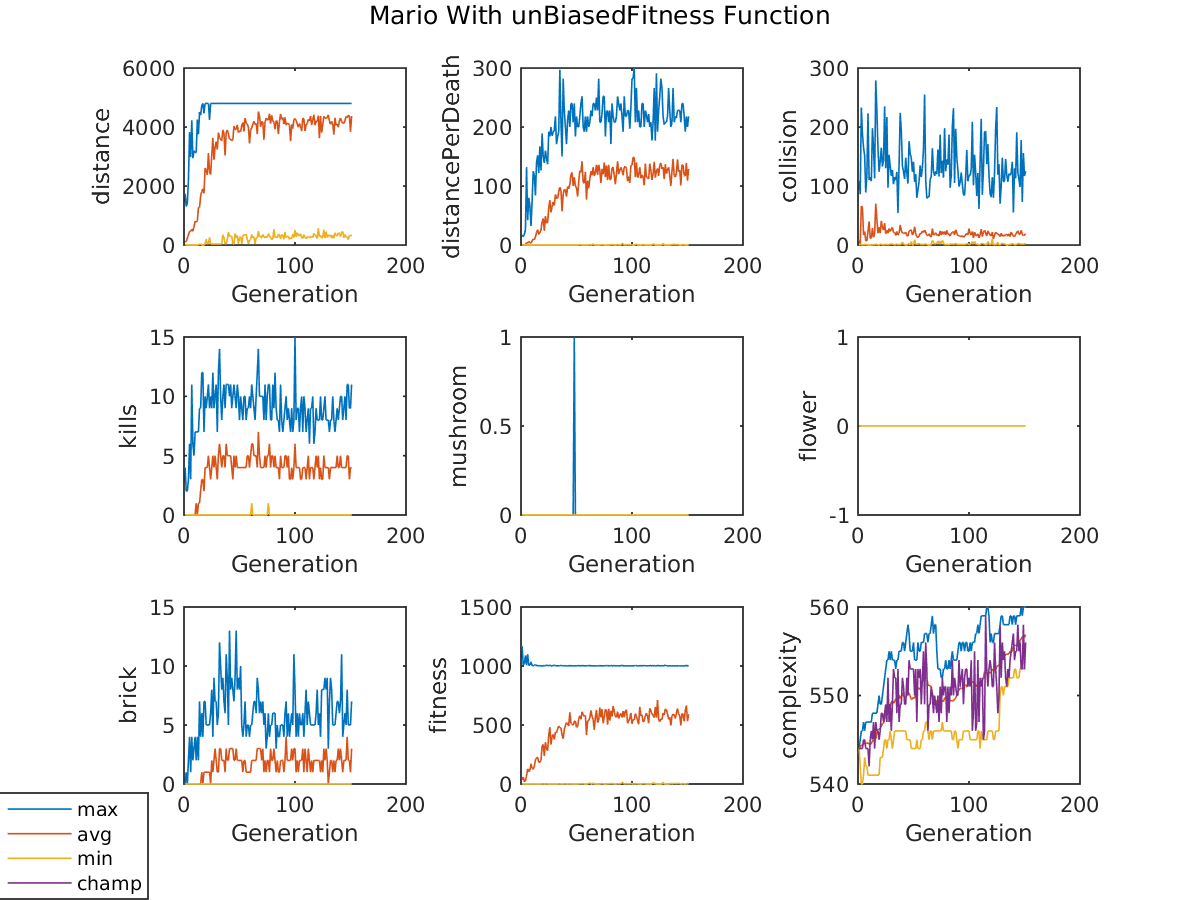 Mario With unBiasedFitness Function
distance
6000
4000
2000
0
0 100 200
Generation
distancePerDeath
300
200
100
0
0 100 200
Generation
collision
300
200
100
0
0 100 200
Generation
kills
15
10
5
0
0 100 200
Generation
mushroom
1
0.5
0
0 100 200
Generation
flower
1
0
-1
0 100 200
Generation
brick
15
10
5
0
0 100 200
Generation
fitness
1500
1000
500
0
0 100 200
Generation
complexity
560
550
540
0 100 200
Generation
max
avg
min
champ